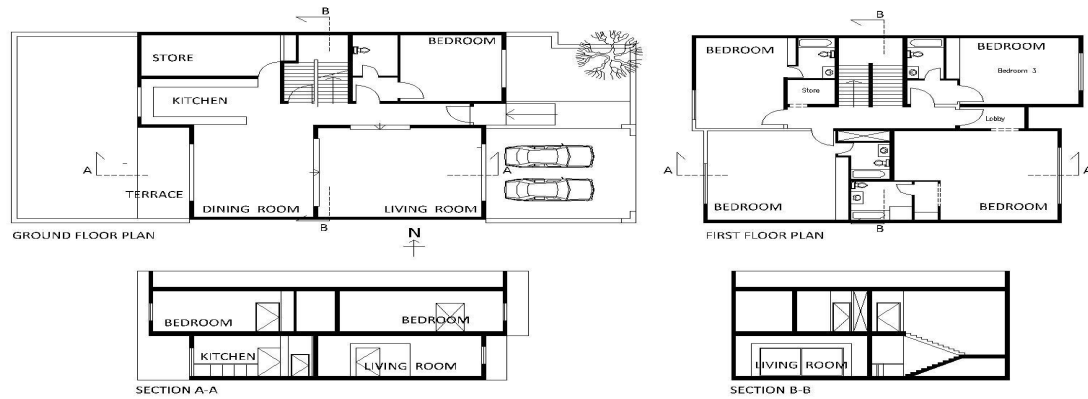 B
STORE
BEDROOM
KITCHEN
A
A
TERRACE
DINING ROOM
LIVING ROOM
B
GROUND FLOOR PLAN
N
B
BEDROOM
BEDROOM
Bedroom 3
Store
Lobby
A
A
BEDROOM
BEDROOM
B
FIRST FLOOR PLAN
BEDROOM
BEDROOM
KITCHEN
LIVING ROOM
SECTION A-A
LIVING ROOM
SECTION B-B